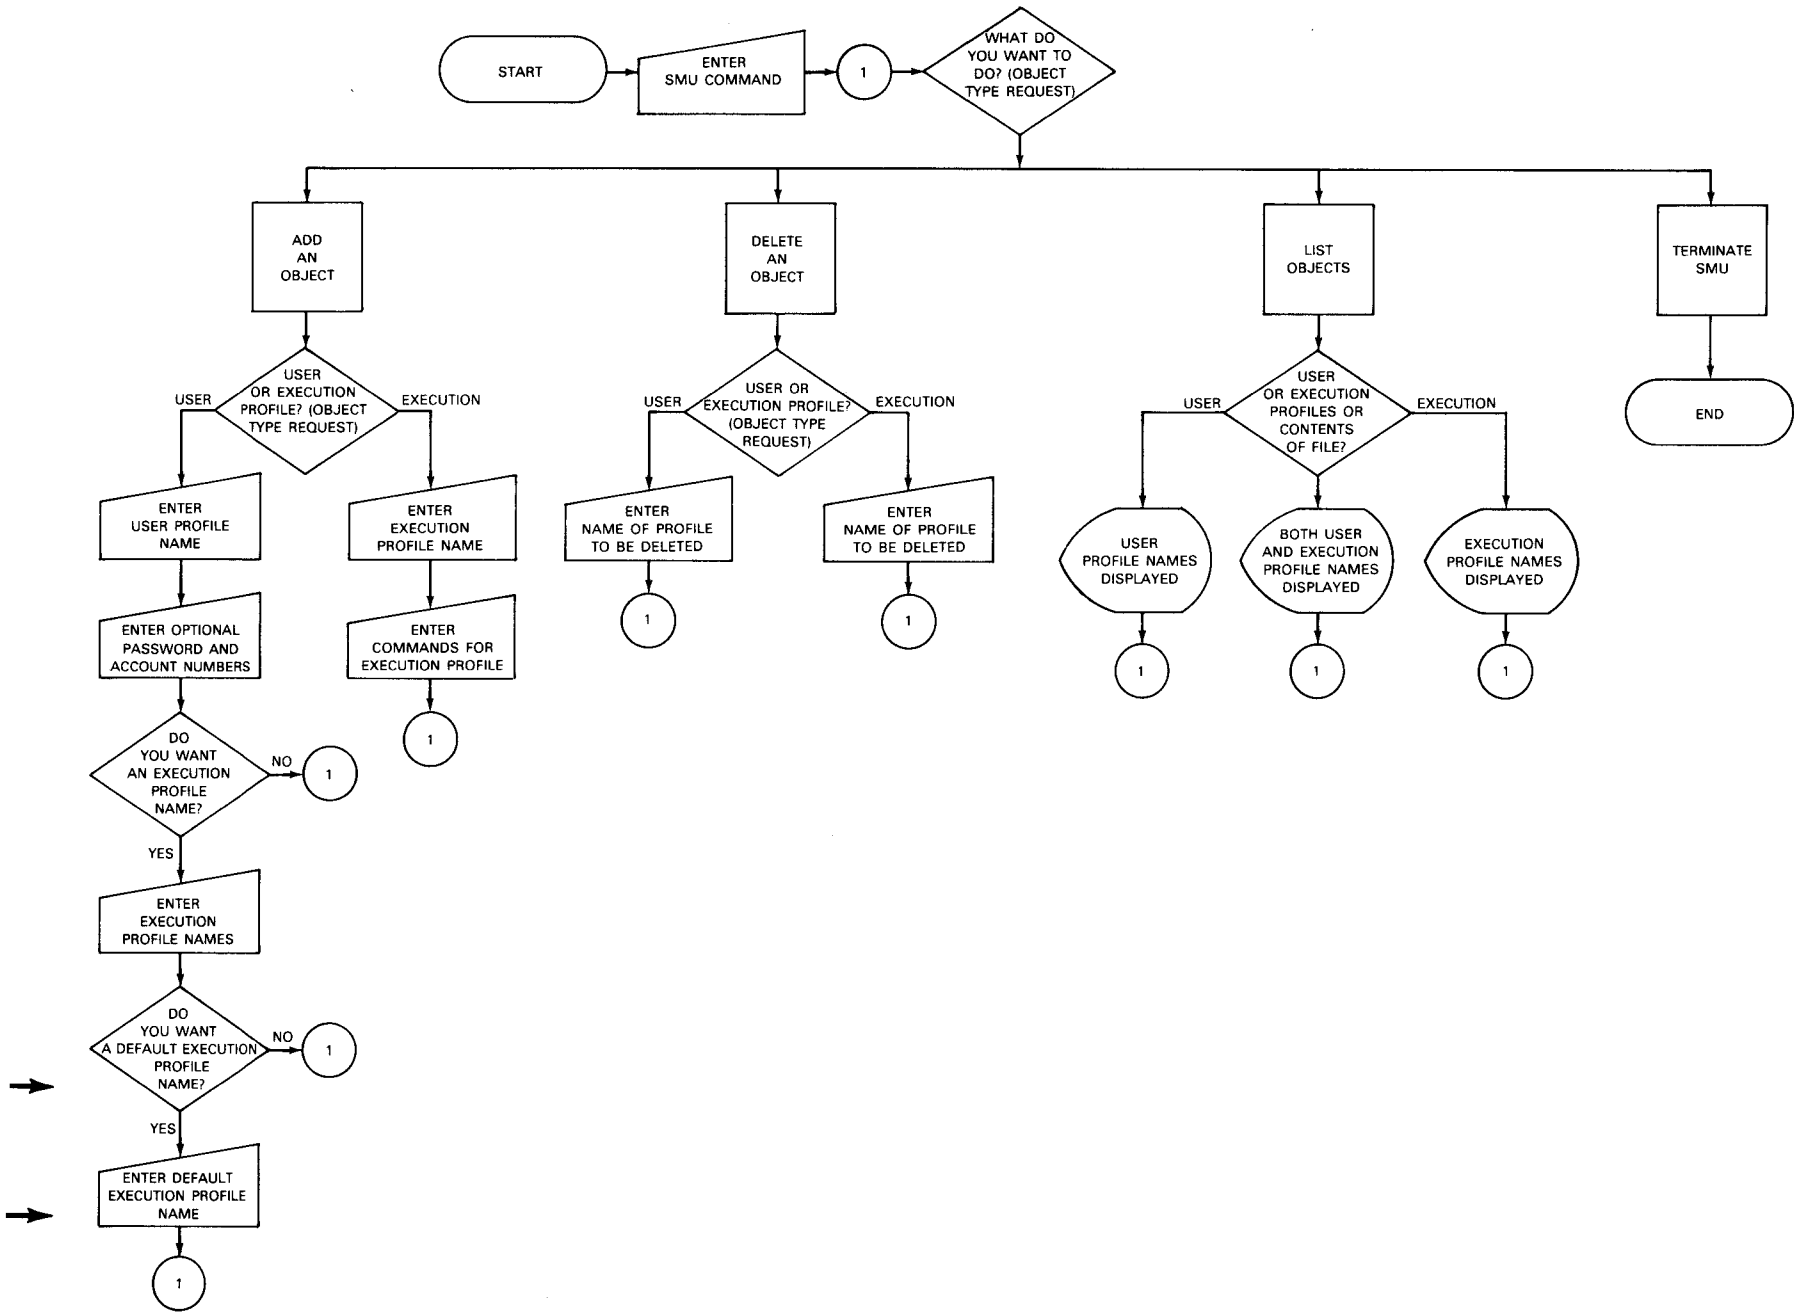 START
ENTER
SMU COMMAND
1
WHAT DO
YOU WANT TO
DO? (OBJECT
TYPE REQUEST)
ADD
AN
OBJECT
DELETE
AN
OBJECT
LIST
OBJECTS
TERMINATE
SMU
USER
OR EXECUTION
PROFILE? (OBJECT
TYPE REQUEST)
USER
EXECUTION
USER OR
EXECUTION PROFILE?
(OBJECT TYPE
REQUEST)
USER
EXECUTION
USER
OR EXECUTION
PROFILES OR
CONTENTS
OF FILE?
USER
EXECUTION
END
ENTER
USER PROFILE
NAME
ENTER
EXECUTION
PROFILE NAME
ENTER
NAME OF PROFILE
TO BE DELETED
ENTER
NAME OF PROFILE
TO BE DELETED
USER
PROFILE NAMES
DISPLAYED
BOTH USER
AND EXECUTION
PROFILE NAMES
DISPLAYED
EXECUTION
PROFILE NAMES
DISPLAYED
ENTER OPTIONAL
PASSWORD AND
ACCOUNT NUMBERS
ENTER
COMMANDS FOR
EXECUTION PROFILE
1
1
1
1
1
1
DO
YOU WANT
AN EXECUTION
PROFILE
NAME?
NO
1
YES
ENTER
EXECUTION
PROFILE NAMES
DO
YOU WANT
A DEFAULT EXECUTION
PROFILE
NAME?
NO
1
YES
ENTER DEFAULT
EXECUTION PROFILE
NAME
1